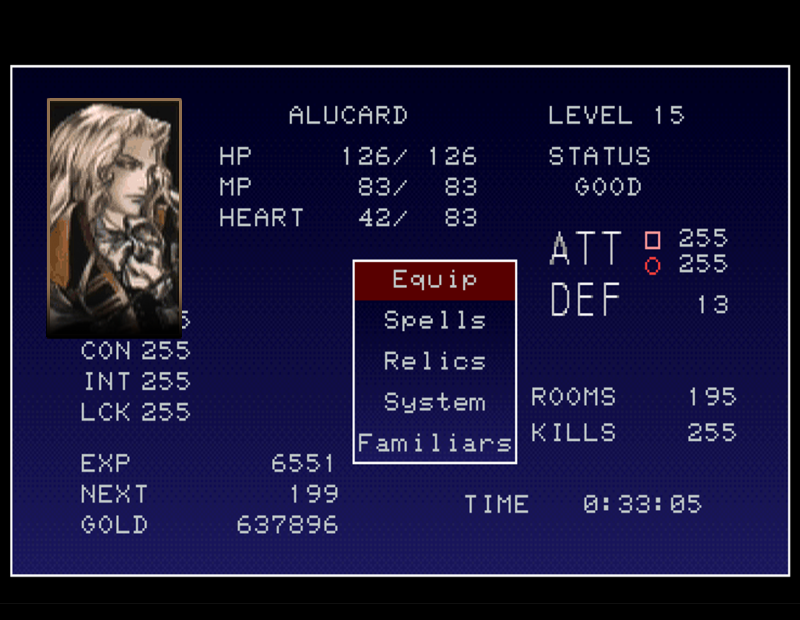 ALUCARD LEVEL 15
HP 126/ 126 STATUS
MP 83/ 83 GOOD
HEART 42/ 83
ATT 255
255
DEF 13
Equip
Spells
Relics
System
Familiars
CON 255
INT 255
LCK 255
ROOMS 195
KILLS 255
EXP 6551
NEXT 199
GOLD 637896
TIME 0:33:05